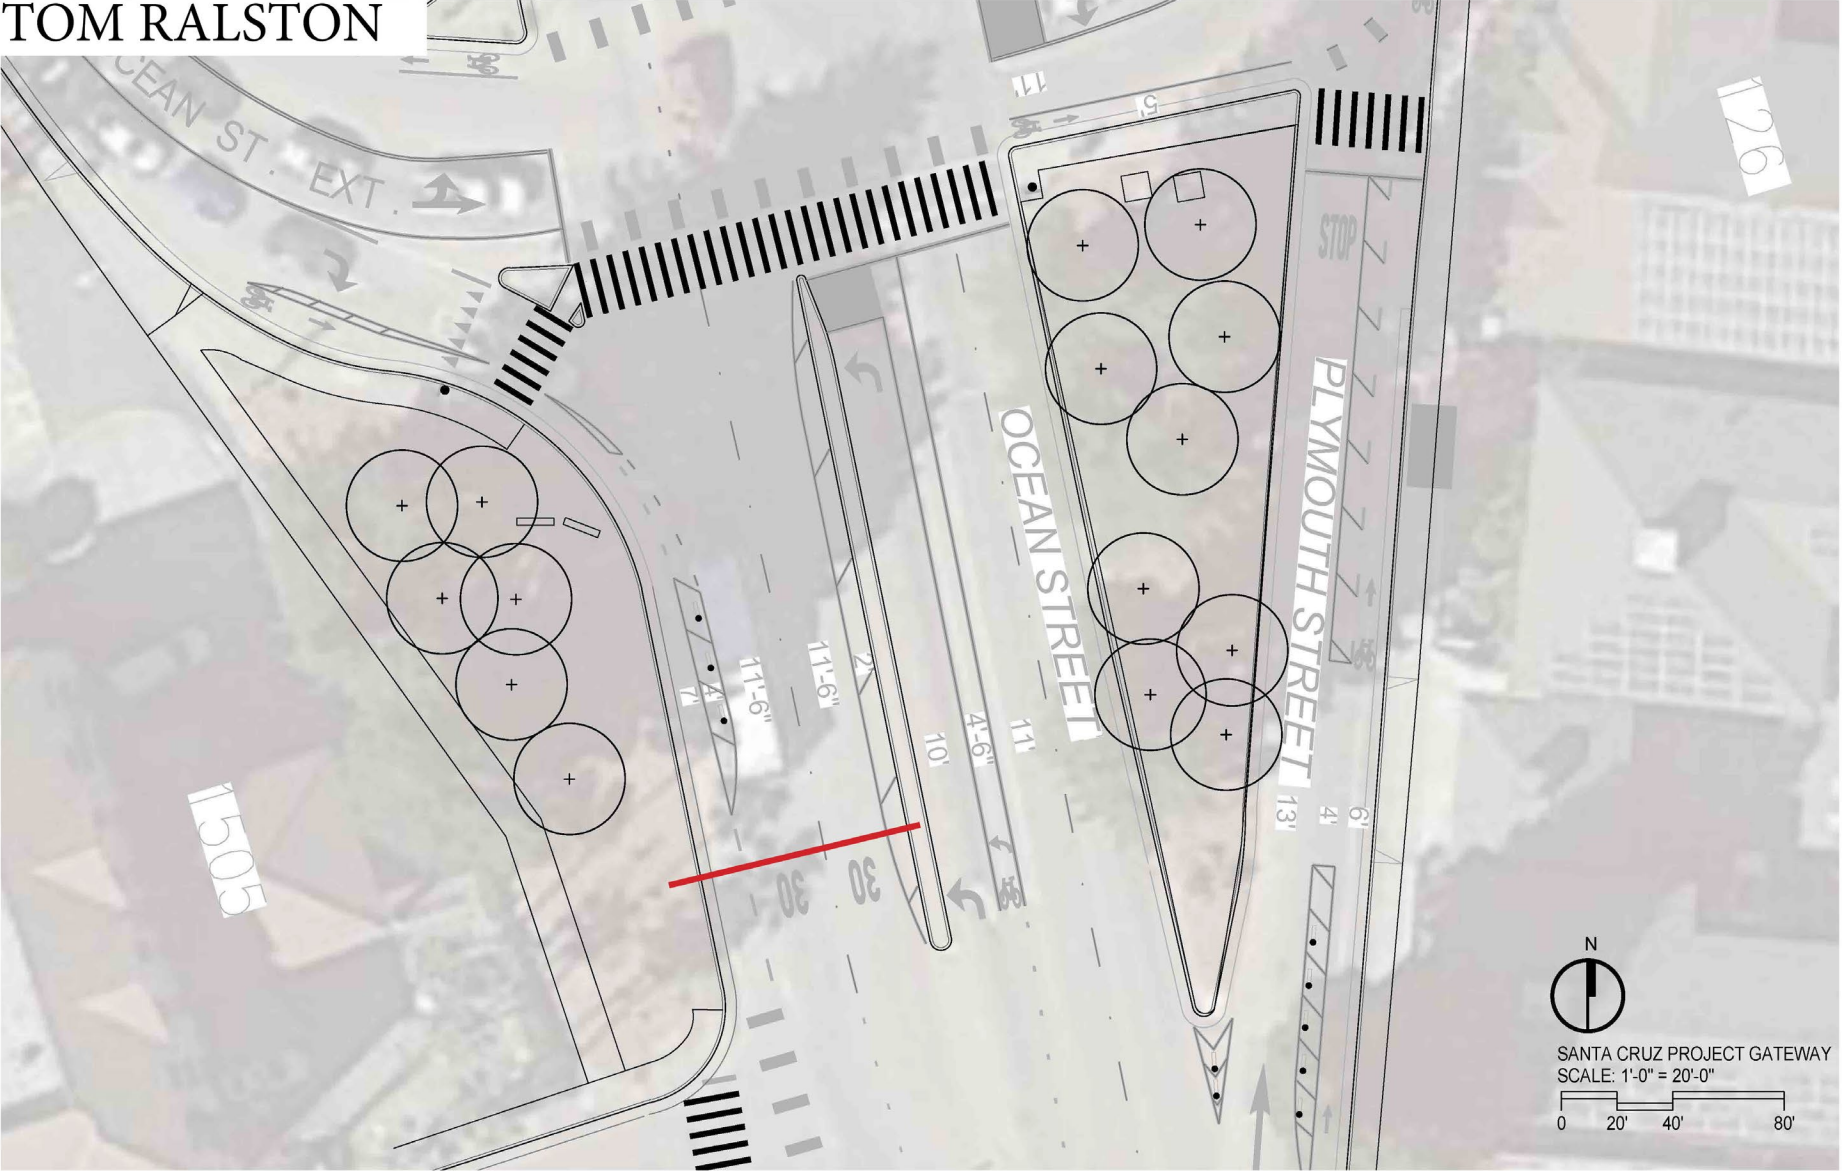 TOM RALSTON
OCEAN ST. EXT.
11'
5'
126
STOP
OCEAN STREET
PLYMOUTH STREET
7'
4'
11'-6"
11'-6"
2'
10'
4'-6"
11'
13'
4'
6'
1505
30
30
N
SANTA CRUZ PROJECT GATEWAY
SCALE: 1'-0" = 20'-0"
0 20' 40' 80'